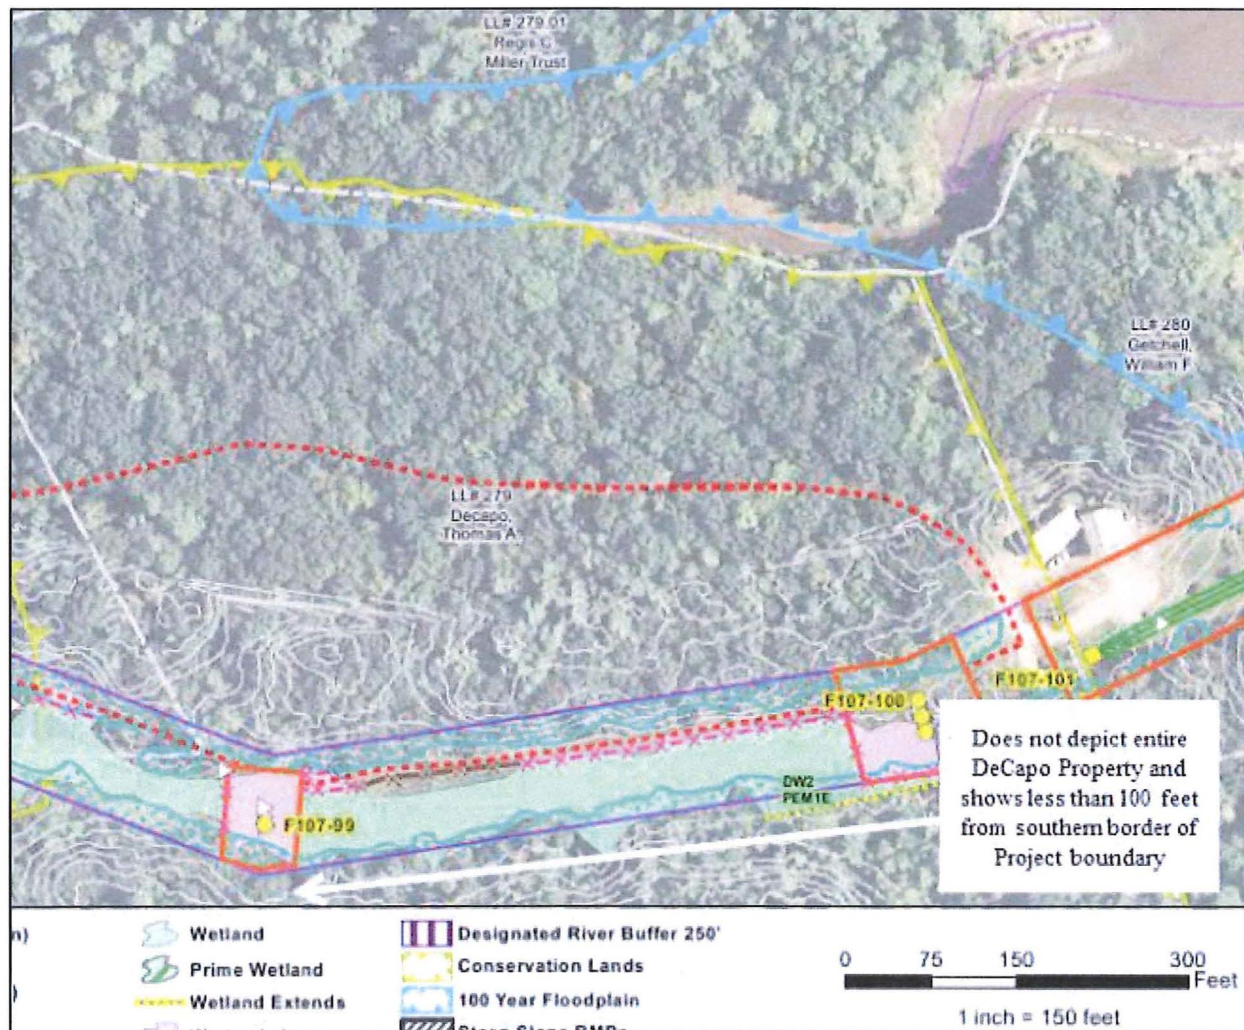 LL# 279.01
Regis C.
Miller Trust
LL# 280
Getchell,
William F
LL# 279
Decapo,
Thomas A.
F107-101
F107-100
F107-99
DW2
PEM1E
Does not depict entire
DeCapo Property and
shows less than 100 feet
from southern border of
Project boundary
n)
Wetland
Prime Wetland
)
Wetland Extends
Designated River Buffer 250'
Conservation Lands
100 Year Floodplain
Steep Slope BMPs
0 75 150 300
Feet
1 inch = 150 feet